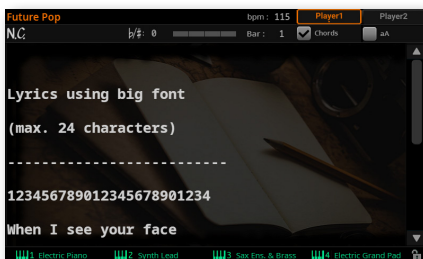 Future Pop bpm: 115 Player1 Player2
N.C. b/#: 0 Bar: 1 Chords aA
Lyrics using big font
(max. 24 characters)
--------------------------
123456789012345678901234
When I see your face
1 Electric Piano 2 Synth Lead 3 Sax Ens. & Brass 4 Electric Grand Pad